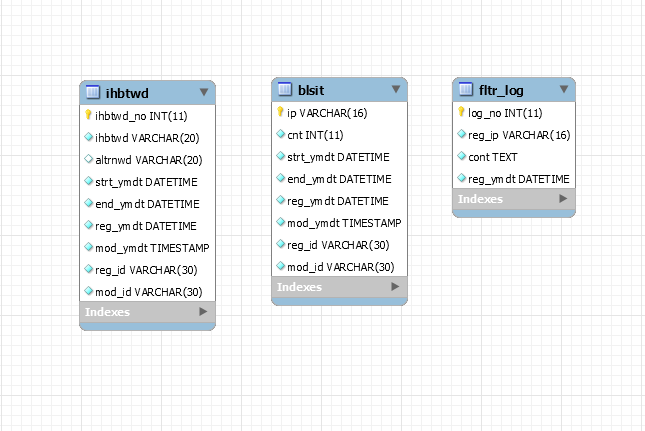 ihbtwd
ihbtwd_no INT(11)
ihbtwd VARCHAR(20)
altrnwd VARCHAR(20)
strt_ymdt DATETIME
end_ymdt DATETIME
reg_ymdt DATETIME
mod_ymdt TIMESTAMP
reg_id VARCHAR(30)
mod_id VARCHAR(30)
Indexes
blsit
ip VARCHAR(16)
cnt INT(11)
strt_ymdt DATETIME
end_ymdt DATETIME
reg_ymdt DATETIME
mod_ymdt TIMESTAMP
reg_id VARCHAR(30)
mod_id VARCHAR(30)
Indexes
fltr_log
log_no INT(11)
reg_ip VARCHAR(16)
cont TEXT
reg_ymdt DATETIME
Indexes